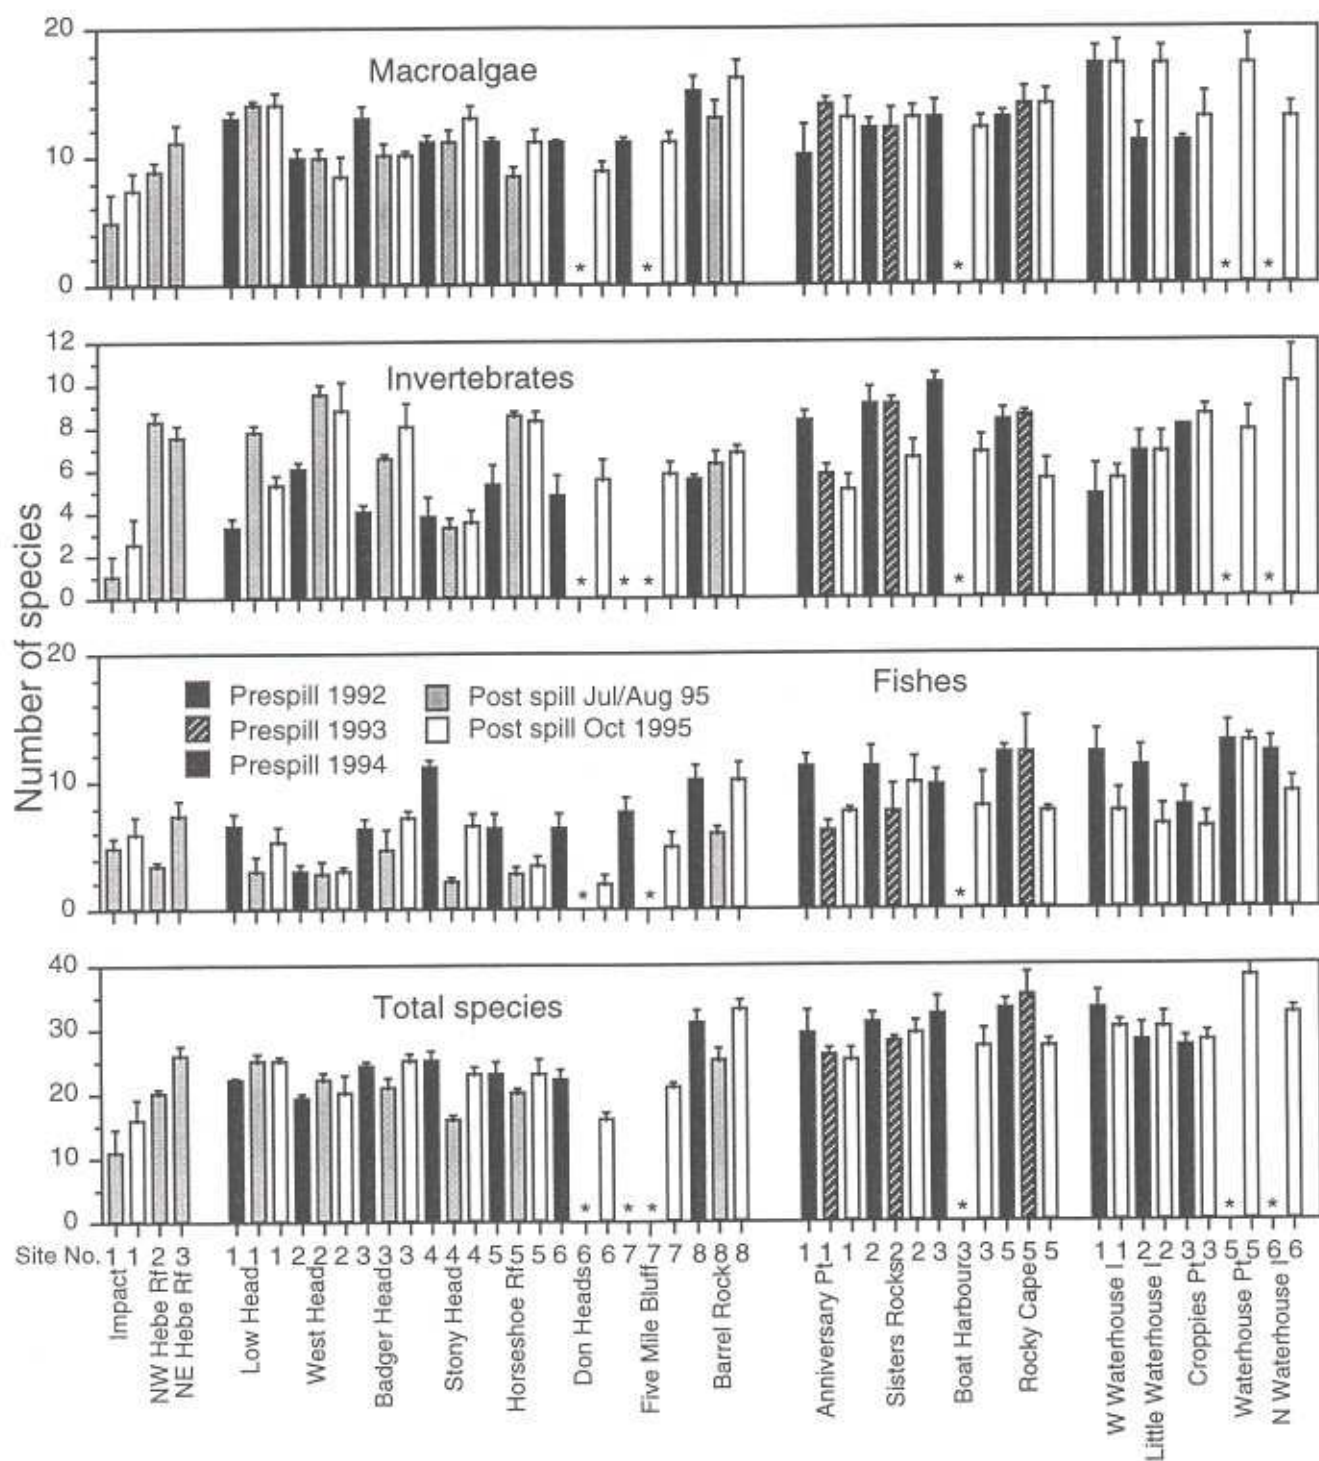 Number of species
20
Macroalgae
10
0
* * * * *
12
Invertebrates
10
8
6
4
2
0
* * * * * *
20
Fishes
Prespill 1992
Post spill Jul/Aug 95
Prespill 1993
Post spill Oct 1995
Prespill 1994
10
0
* * *
40
Total species
30
20
10
0
* * * * * *
Site No. 1 1 2 3 1 1 1 2 2 2 3 3 3 4 4 4 5 5 5 6 6 6 7 7 7 8 8 8 1 1 1 2 2 2 3 3 3 5 5 5 1 1 2 2 3 3 5 5 6 6
Impact
NW Hebe Rf
NE Hebe Rf
Low Head
West Head
Badger Head
Stony Head
Horseshoe Rf
Don Heads
Five Mile Bluff
Barrel Rock
Anniversary Pt
Sisters Rocks
Boat Harbour
Rocky Cape
W Waterhouse I
Little Waterhouse I
Croppies Pt
Waterhouse Pt
N Waterhouse I